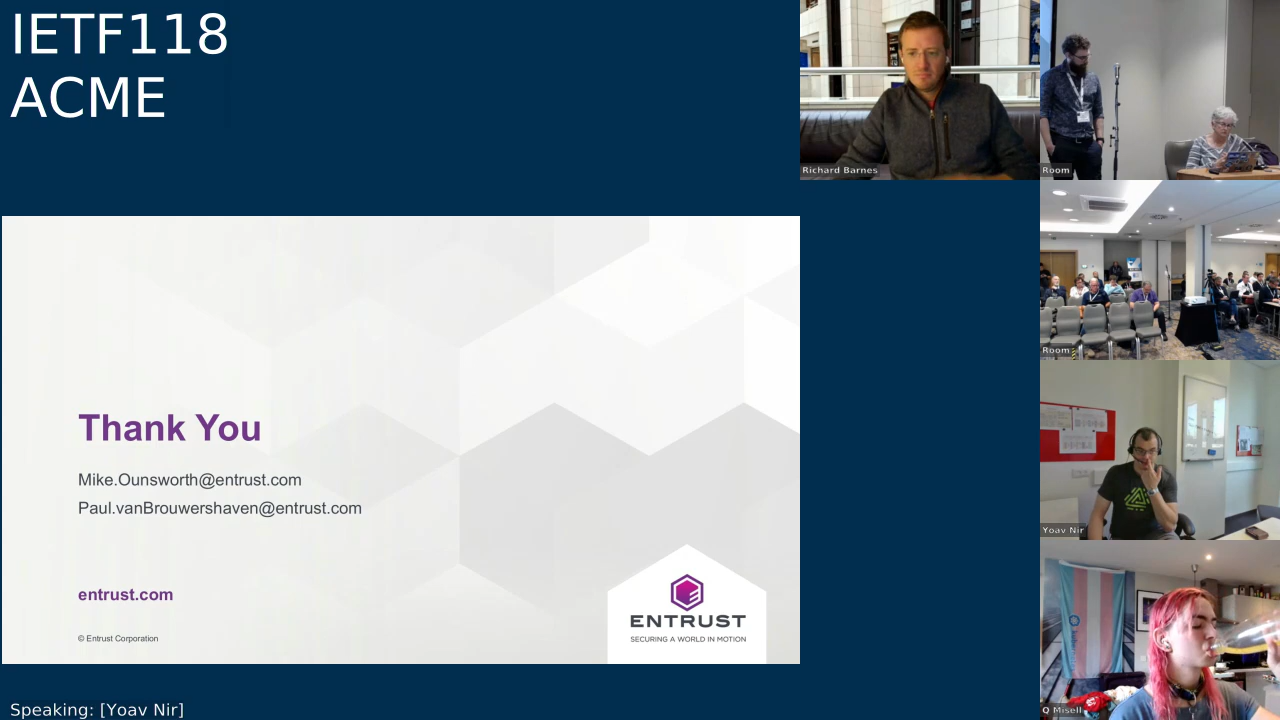 IETF118
ACME
Richard Barnes
Room
Room
Thank You
Mike.Ounsworth@entrust.com
Paul.vanBrouwershaven@entrust.com
entrust.com
ENTRUST
SECURING A WORLD IN MOTION
© Entrust Corporation
Yoav Nir
Q Misell
Speaking: [Yoav Nir]